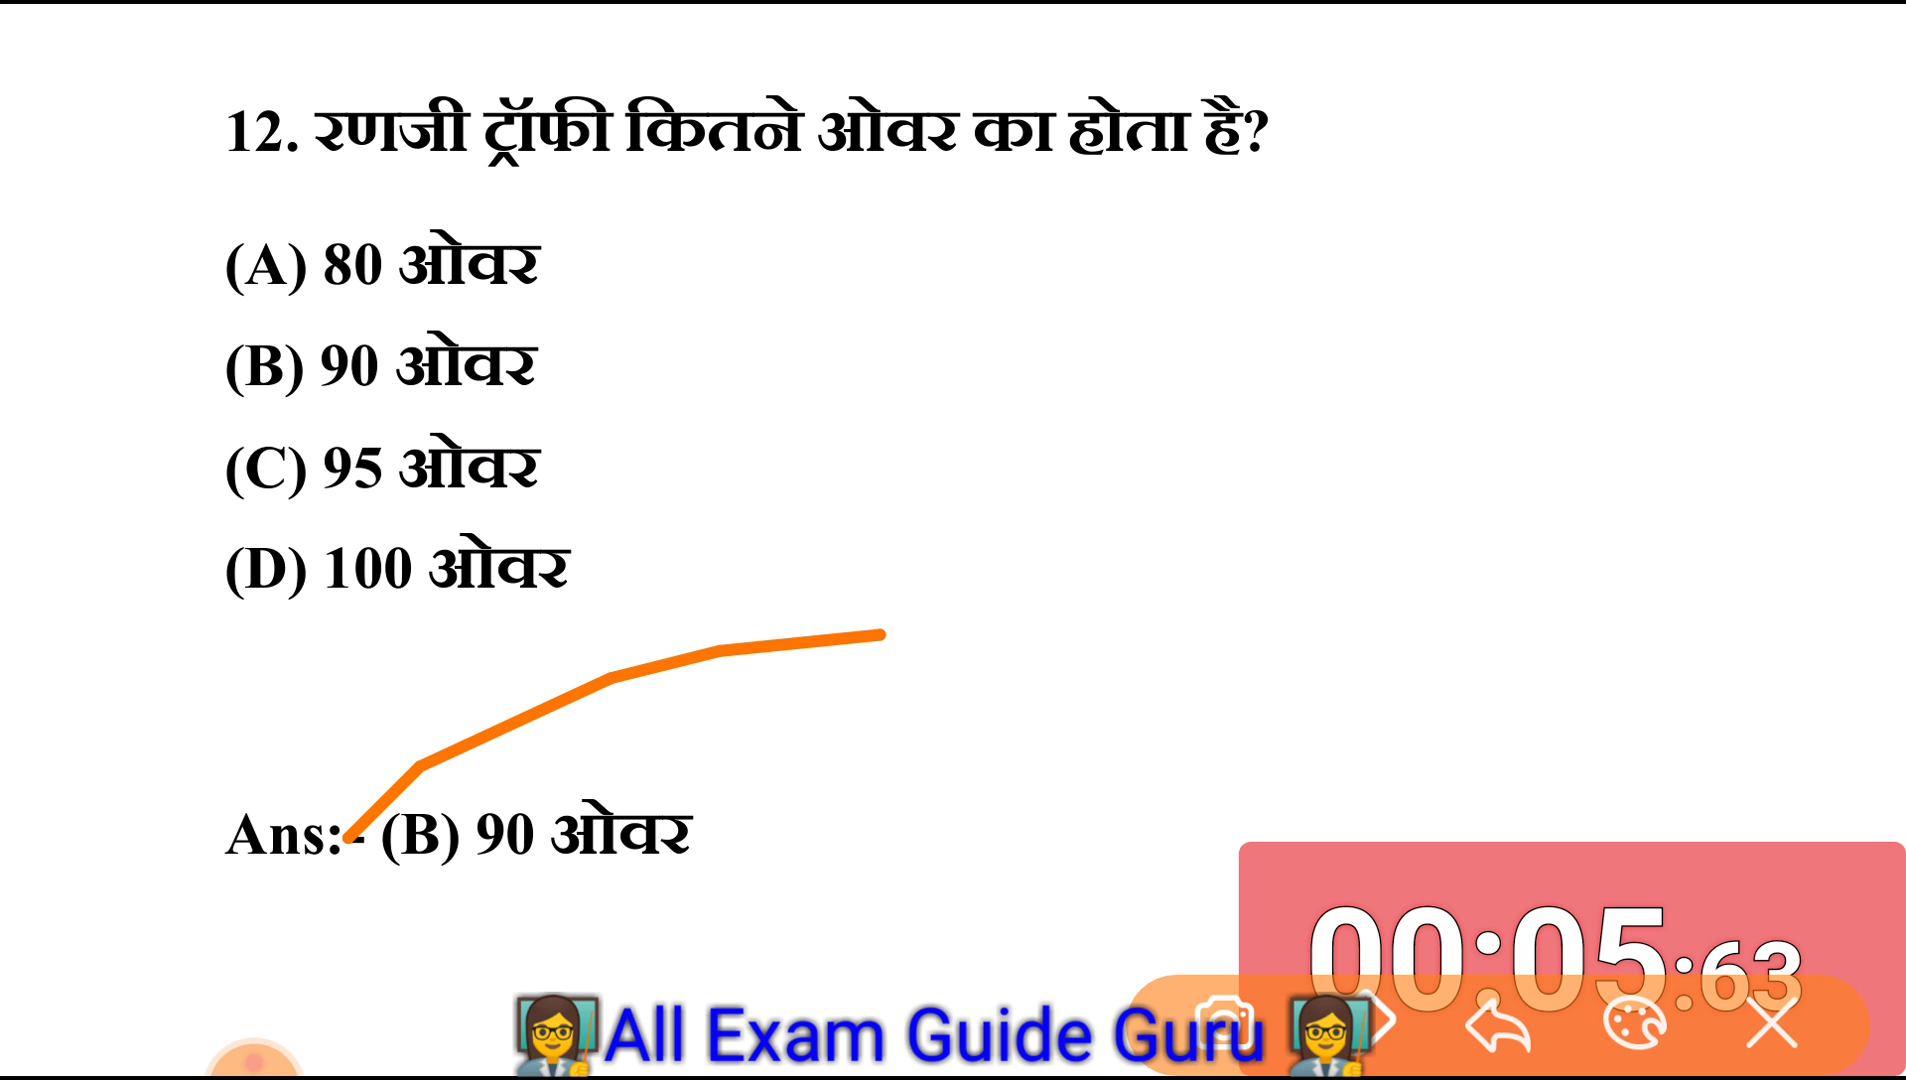 12. रणजी ट्रॉफी कितने ओवर का होता है?
(A) 80 ओवर
(B) 90 ओवर
(C) 95 ओवर
(D) 100 ओवर
Ans:- (B) 90 ओवर
00:05:63
All Exam Guide Guru